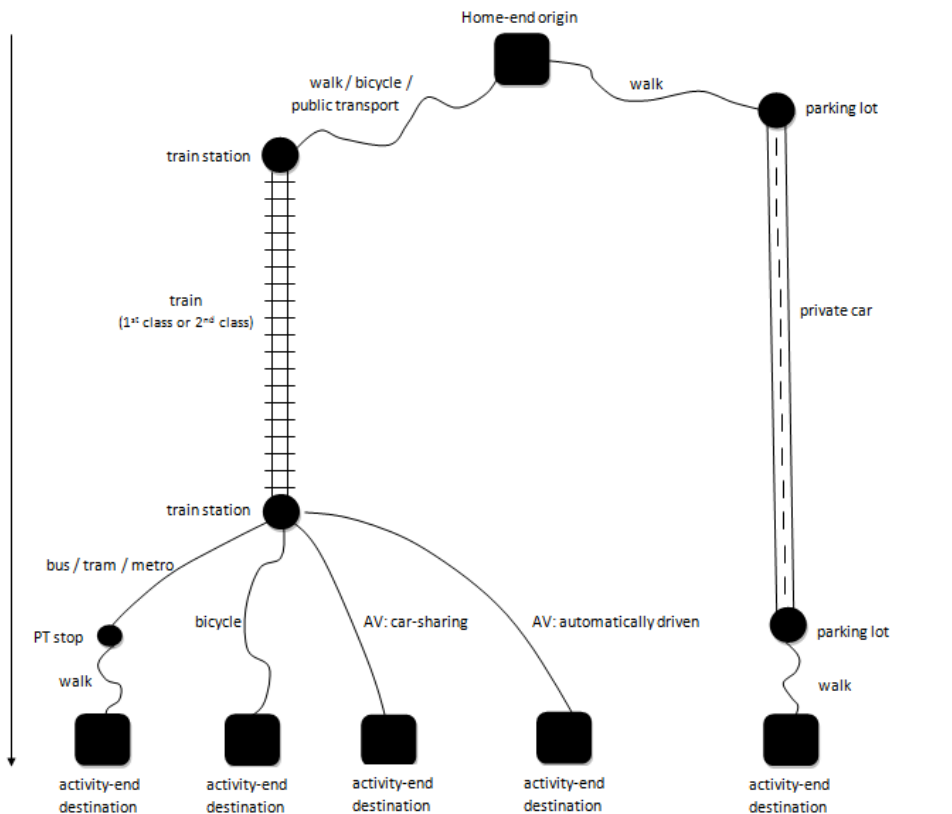 Home-end origin
walk / bicycle /
public transport
walk
parking lot
train station
train
(1st class or 2nd class)
private car
train station
bus / tram / metro
bicycle
AV: car-sharing
AV: automatically driven
PT stop
parking lot
walk
walk
activity-end
destination
activity-end
destination
activity-end
destination
activity-end
destination
activity-end
destination